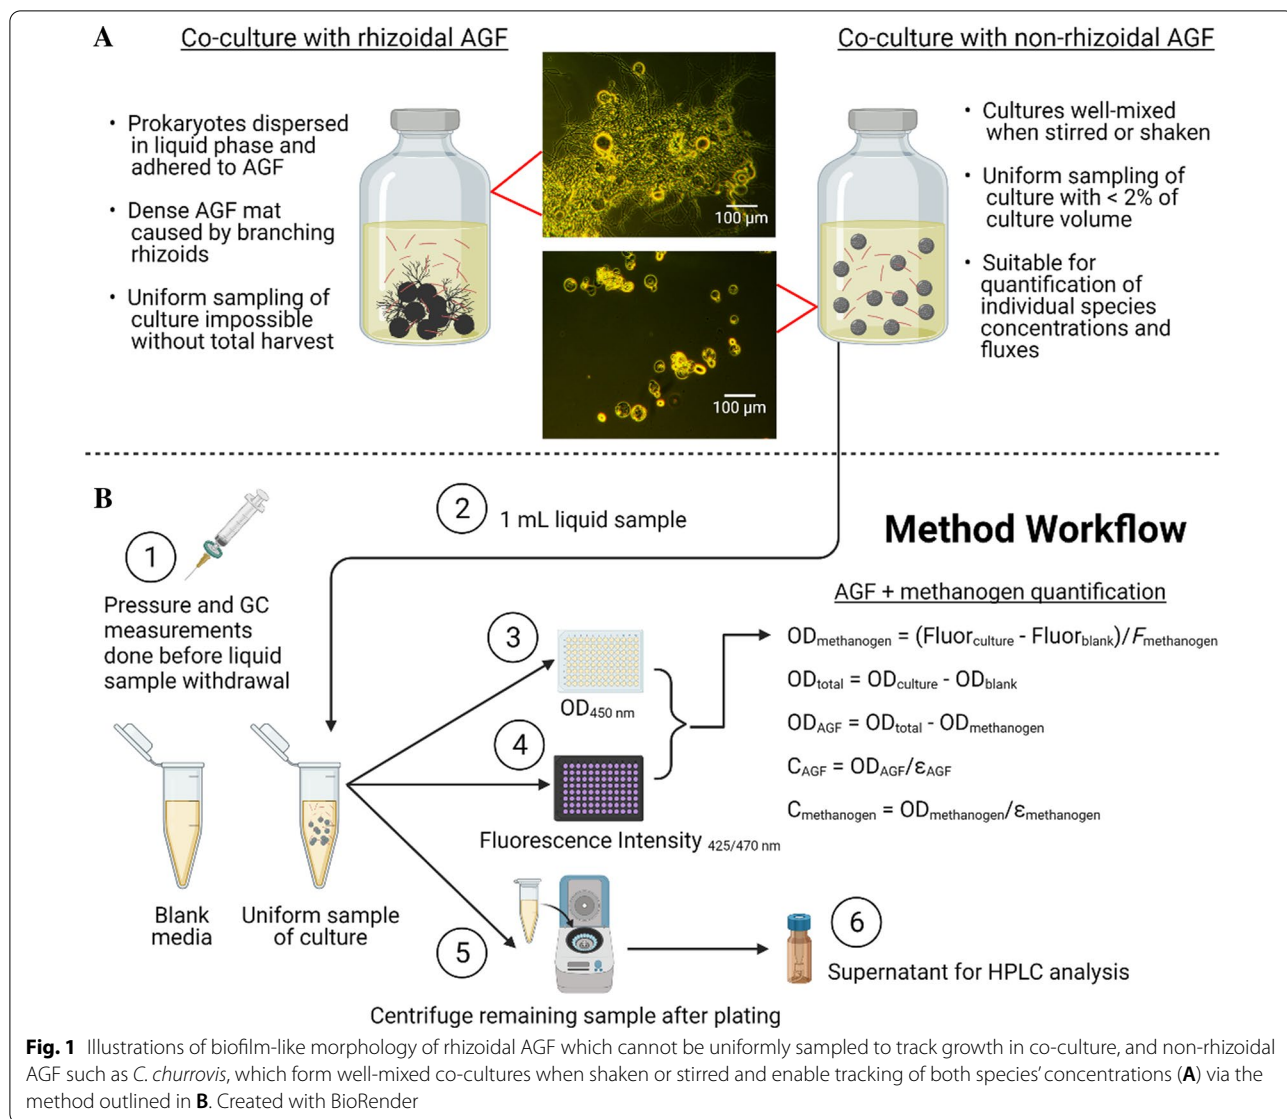 A
Co-culture with rhizoidal AGF
Co-culture with non-rhizoidal AGF
• Prokaryotes dispersed
in liquid phase and
adhered to AGF
• Dense AGF mat
caused by branching
rhizoids
• Uniform sampling of
culture impossible
without total harvest
100 µm
100 µm
• Cultures well-mixed
when stirred or shaken
• Uniform sampling of
culture with < 2% of
culture volume
• Suitable for
quantification of
individual species
concentrations and
fluxes
B
1
Pressure and GC
measurements
done before liquid
sample withdrawal
2
1 mL liquid sample
Method Workflow
Blank
media
Uniform sample
of culture
3
OD450 nm
4
Fluorescence Intensity 425/470 nm
AGF + methanogen quantification
ODmethanogen = (Fluorculture - Fluorblank)/Fmethanogen
ODtotal = ODculture - ODblank
ODAGF = ODtotal - ODmethanogen
CAGF = ODAGF/εAGF
Cmethanogen = ODmethanogen/εmethanogen
5
Centrifuge remaining sample after plating
6
Supernatant for HPLC analysis
Fig. 1 Illustrations of biofilm-like morphology of rhizoidal AGF which cannot be uniformly sampled to track growth in co-culture, and non-rhizoidal
AGF such as C. churrovis, which form well-mixed co-cultures when shaken or stirred and enable tracking of both species' concentrations (A) via the
method outlined in B. Created with BioRender